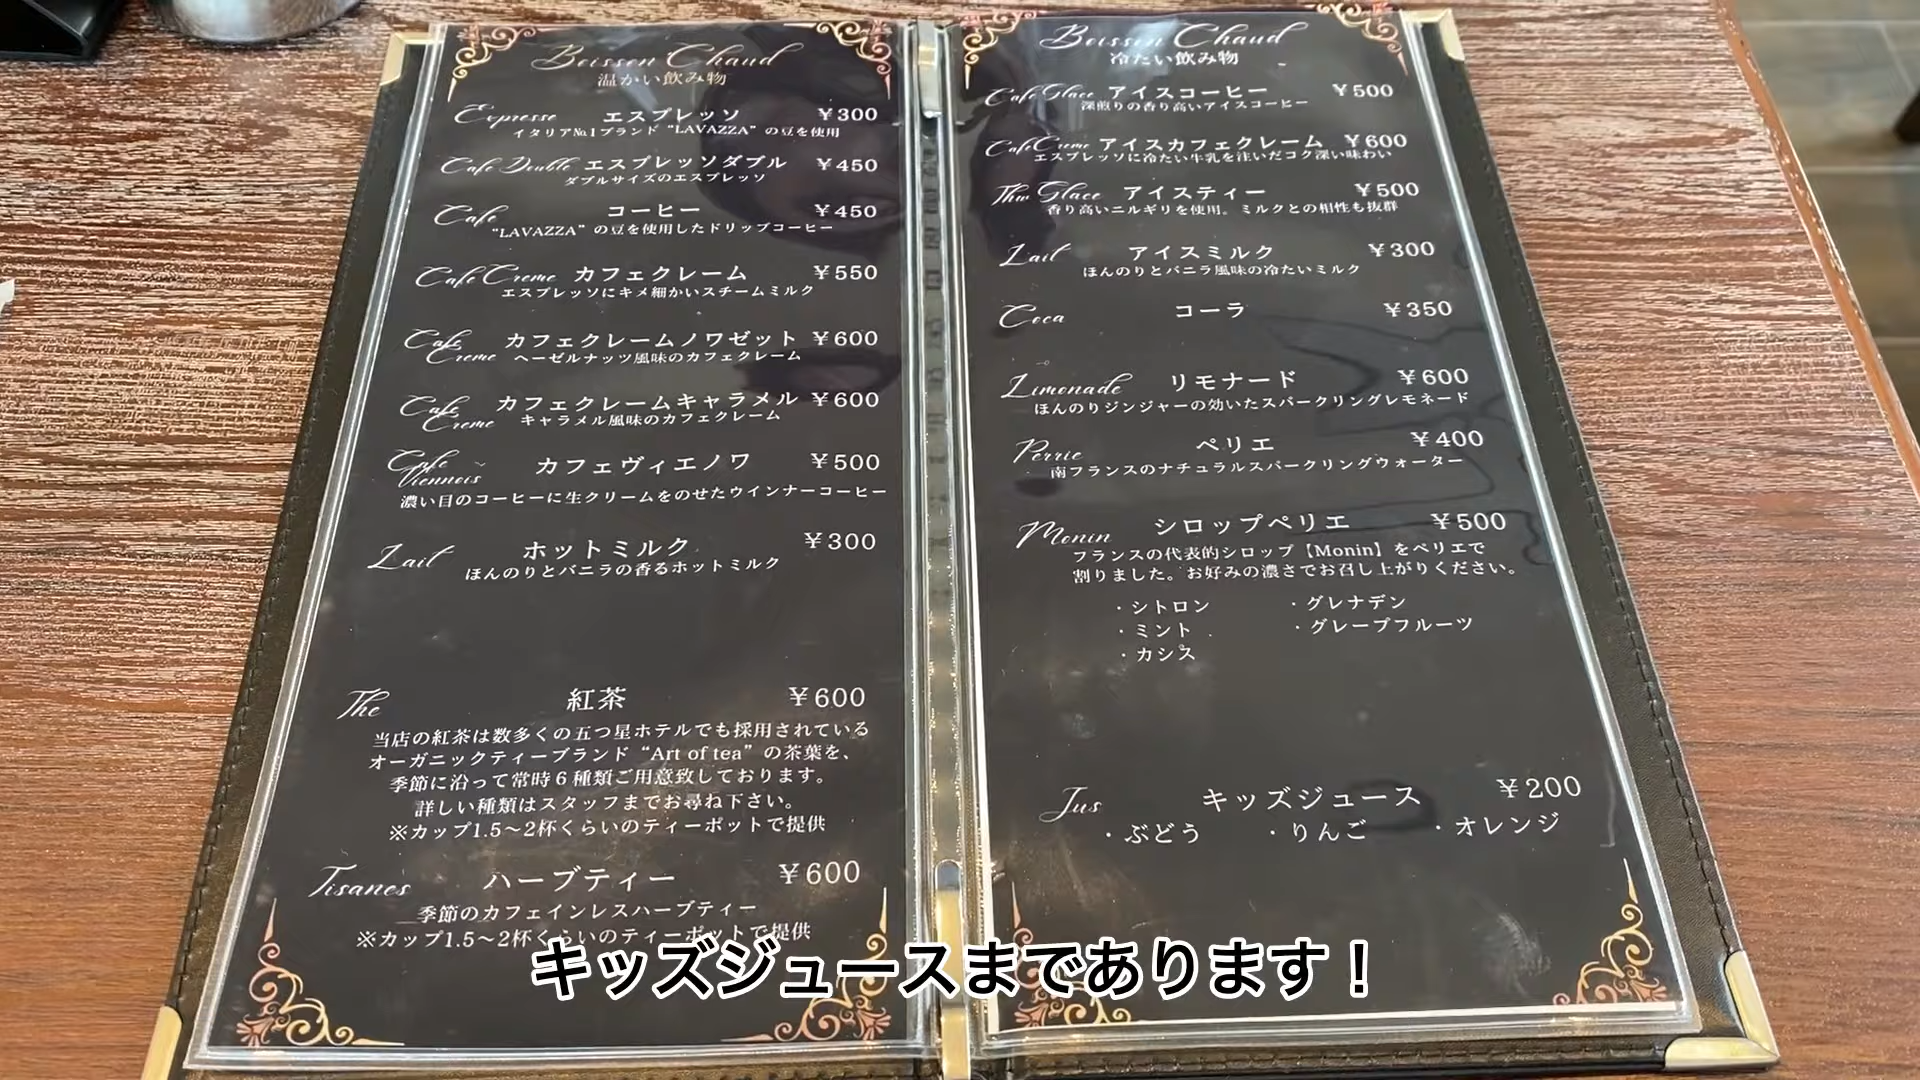 Boisson Chaud
温かい飲み物
Expresso エスプレッソ ¥300
イタリア№1ブランド“LAVAZZA”の豆を使用
Cafe Double エスプレッソダブル ¥450
ダブルサイズのエスプレッソ
Cafe コーヒー ¥450
“LAVAZZA”の豆を使用したドリップコーヒー
Cafe Creme カフェクレーム ¥550
エスプレッソにキメ細かいスチームミルク
Cafe Creme カフェクレームノワゼット ¥600
ヘーゼルナッツ風味のカフェクレーム
Cafe Creme カフェクレームキャラメル ¥600
キャラメル風味のカフェクレーム
Cafe Viennois カフェヴィエノワ ¥500
濃い目のコーヒーに生クリームをのせたウインナーコーヒー
Lait ホットミルク ¥300
ほんのりとバニラの香るホットミルク
The 紅茶 ¥600
当店の紅茶は数多くの五つ星ホテルでも採用されている
オーガニックティーブランド“Art of tea”の茶葉を、
季節に沿って常時6種類ご用意致しております。
詳しい種類はスタッフまでお尋ね下さい。
※カップ1.5～2杯くらいのティーポットで提供
Tisanes ハーブティー ¥600
季節のカフェインレスハーブティー
※カップ1.5～2杯くらいのティーポットで提供
Boisson Chaud
冷たい飲み物
Cafe Glace アイスコーヒー ¥500
深煎りの香り高いアイスコーヒー
Cafe Creme アイスカフェクレーム ¥600
エスプレッソに冷たい牛乳を注いだコク深い味わい
The Glace アイスティー ¥500
香り高いニルギリを使用。ミルクとの相性も抜群
Lait アイスミルク ¥300
ほんのりとバニラ風味の冷たいミルク
Coca コーラ ¥350
Limonade リモナード ¥600
ほんのりジンジャーの効いたスパークリングレモネード
Perrie ペリエ ¥400
南フランスのナチュラルスパークリングウォーター
Monin シロップペリエ ¥500
フランスの代表的シロップ【Monin】をペリエで
割りました。お好みの濃さでお召し上がりください。
・シトロン ・グレナデン
・ミント ・グレープフルーツ
・カシス
Jus キッズジュース ¥200
・ぶどう ・りんご ・オレンジ
キッズジュースまであります！